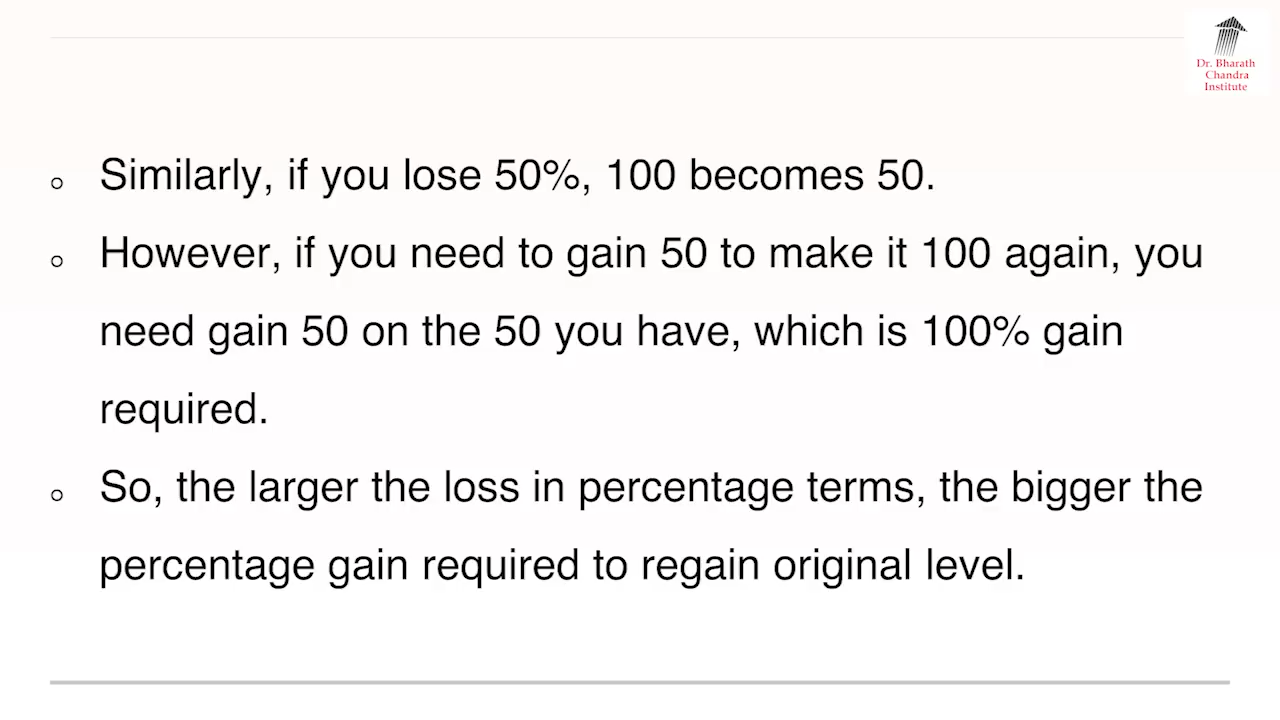 Dr. Bharath
Chandra
Institute
Similarly, if you lose 50%, 100 becomes 50.
However, if you need to gain 50 to make it 100 again, you
need gain 50 on the 50 you have, which is 100% gain
required.
So, the larger the loss in percentage terms, the bigger the
percentage gain required to regain original level.